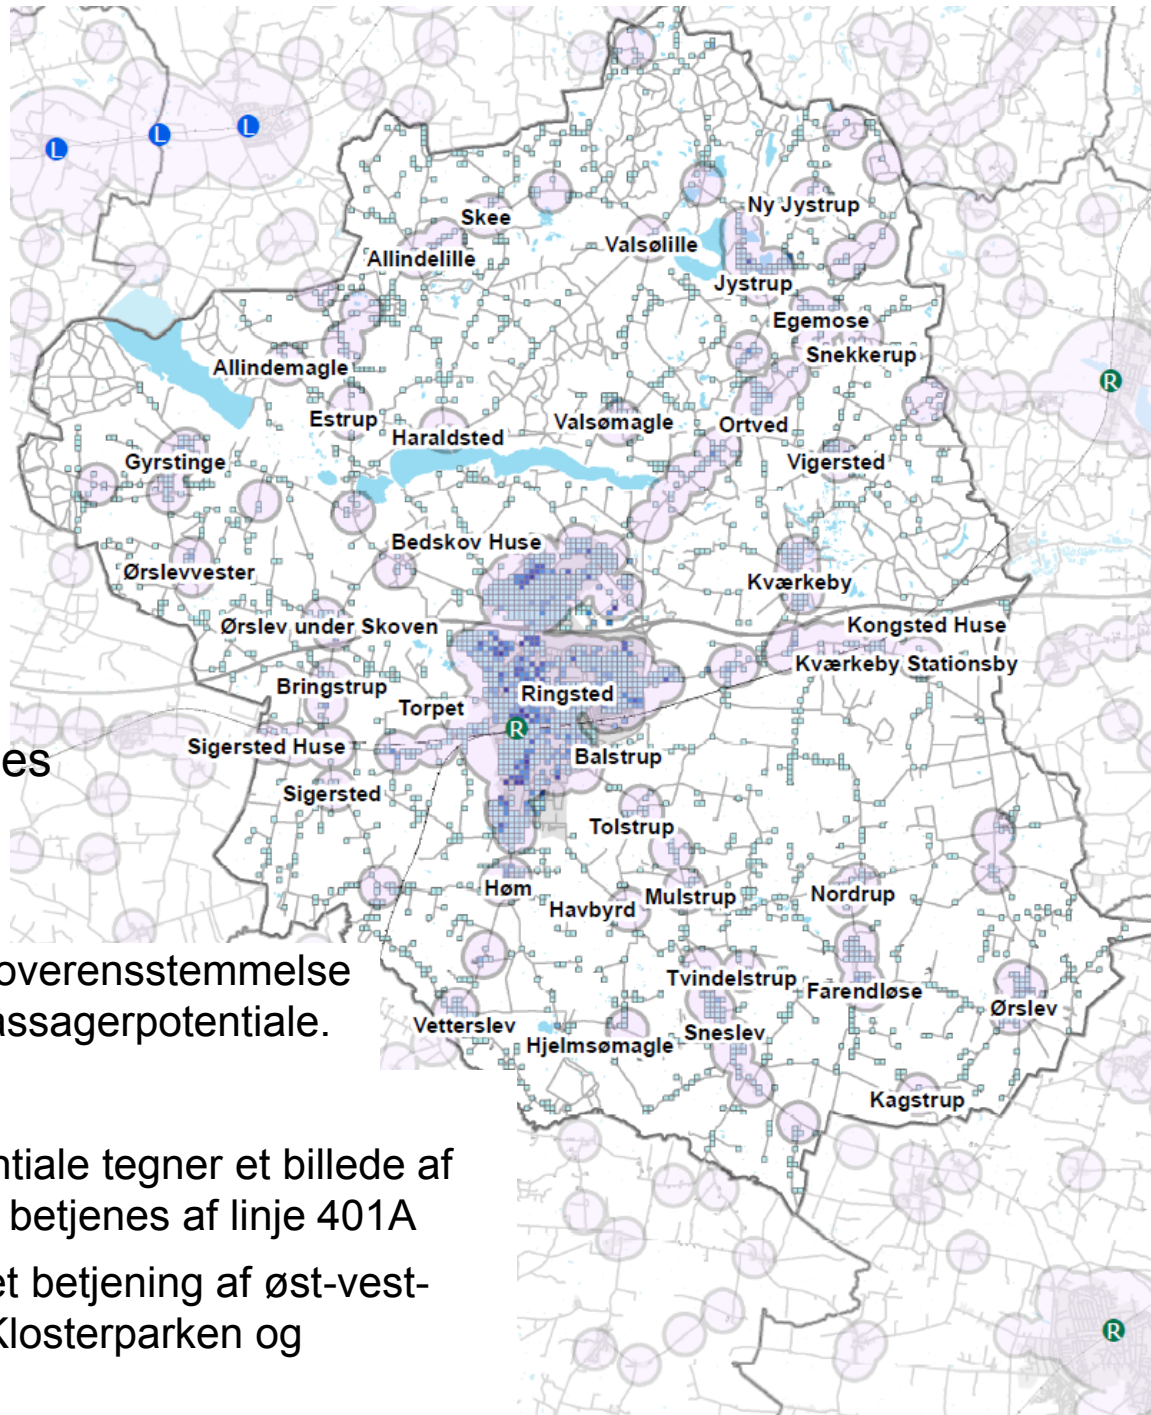 L
L
L
Skee
Ny Jystrup
Valsølille
Allindelille
Jystrup
Egemose
Snekkerup
Allindemagle
R
Estrup
Haraldsted
Valsømagle
Ortved
Gyrstinge
Vigersted
Bedskov Huse
Ørslevvester
Kværkeby
Ørslev under Skoven
Kongsted Huse
Kværkeby Stationsby
Bringstrup
Ringsted
Torpet
R
Sigersted Huse
Balstrup
es
Sigersted
Tolstrup
Høm
Mulstrup
Nordrup
Havbyrd
overensstemmelse
Tvindelstrup
Farendløse
Ørslev
assagerpotentiale.
Vetterslev
Sneslev
Hjelmsømagle
Kagstrup
ntiale tegner et billede af
betjenes af linje 401A
et betjening af øst-vest-
Klosterparken og
R